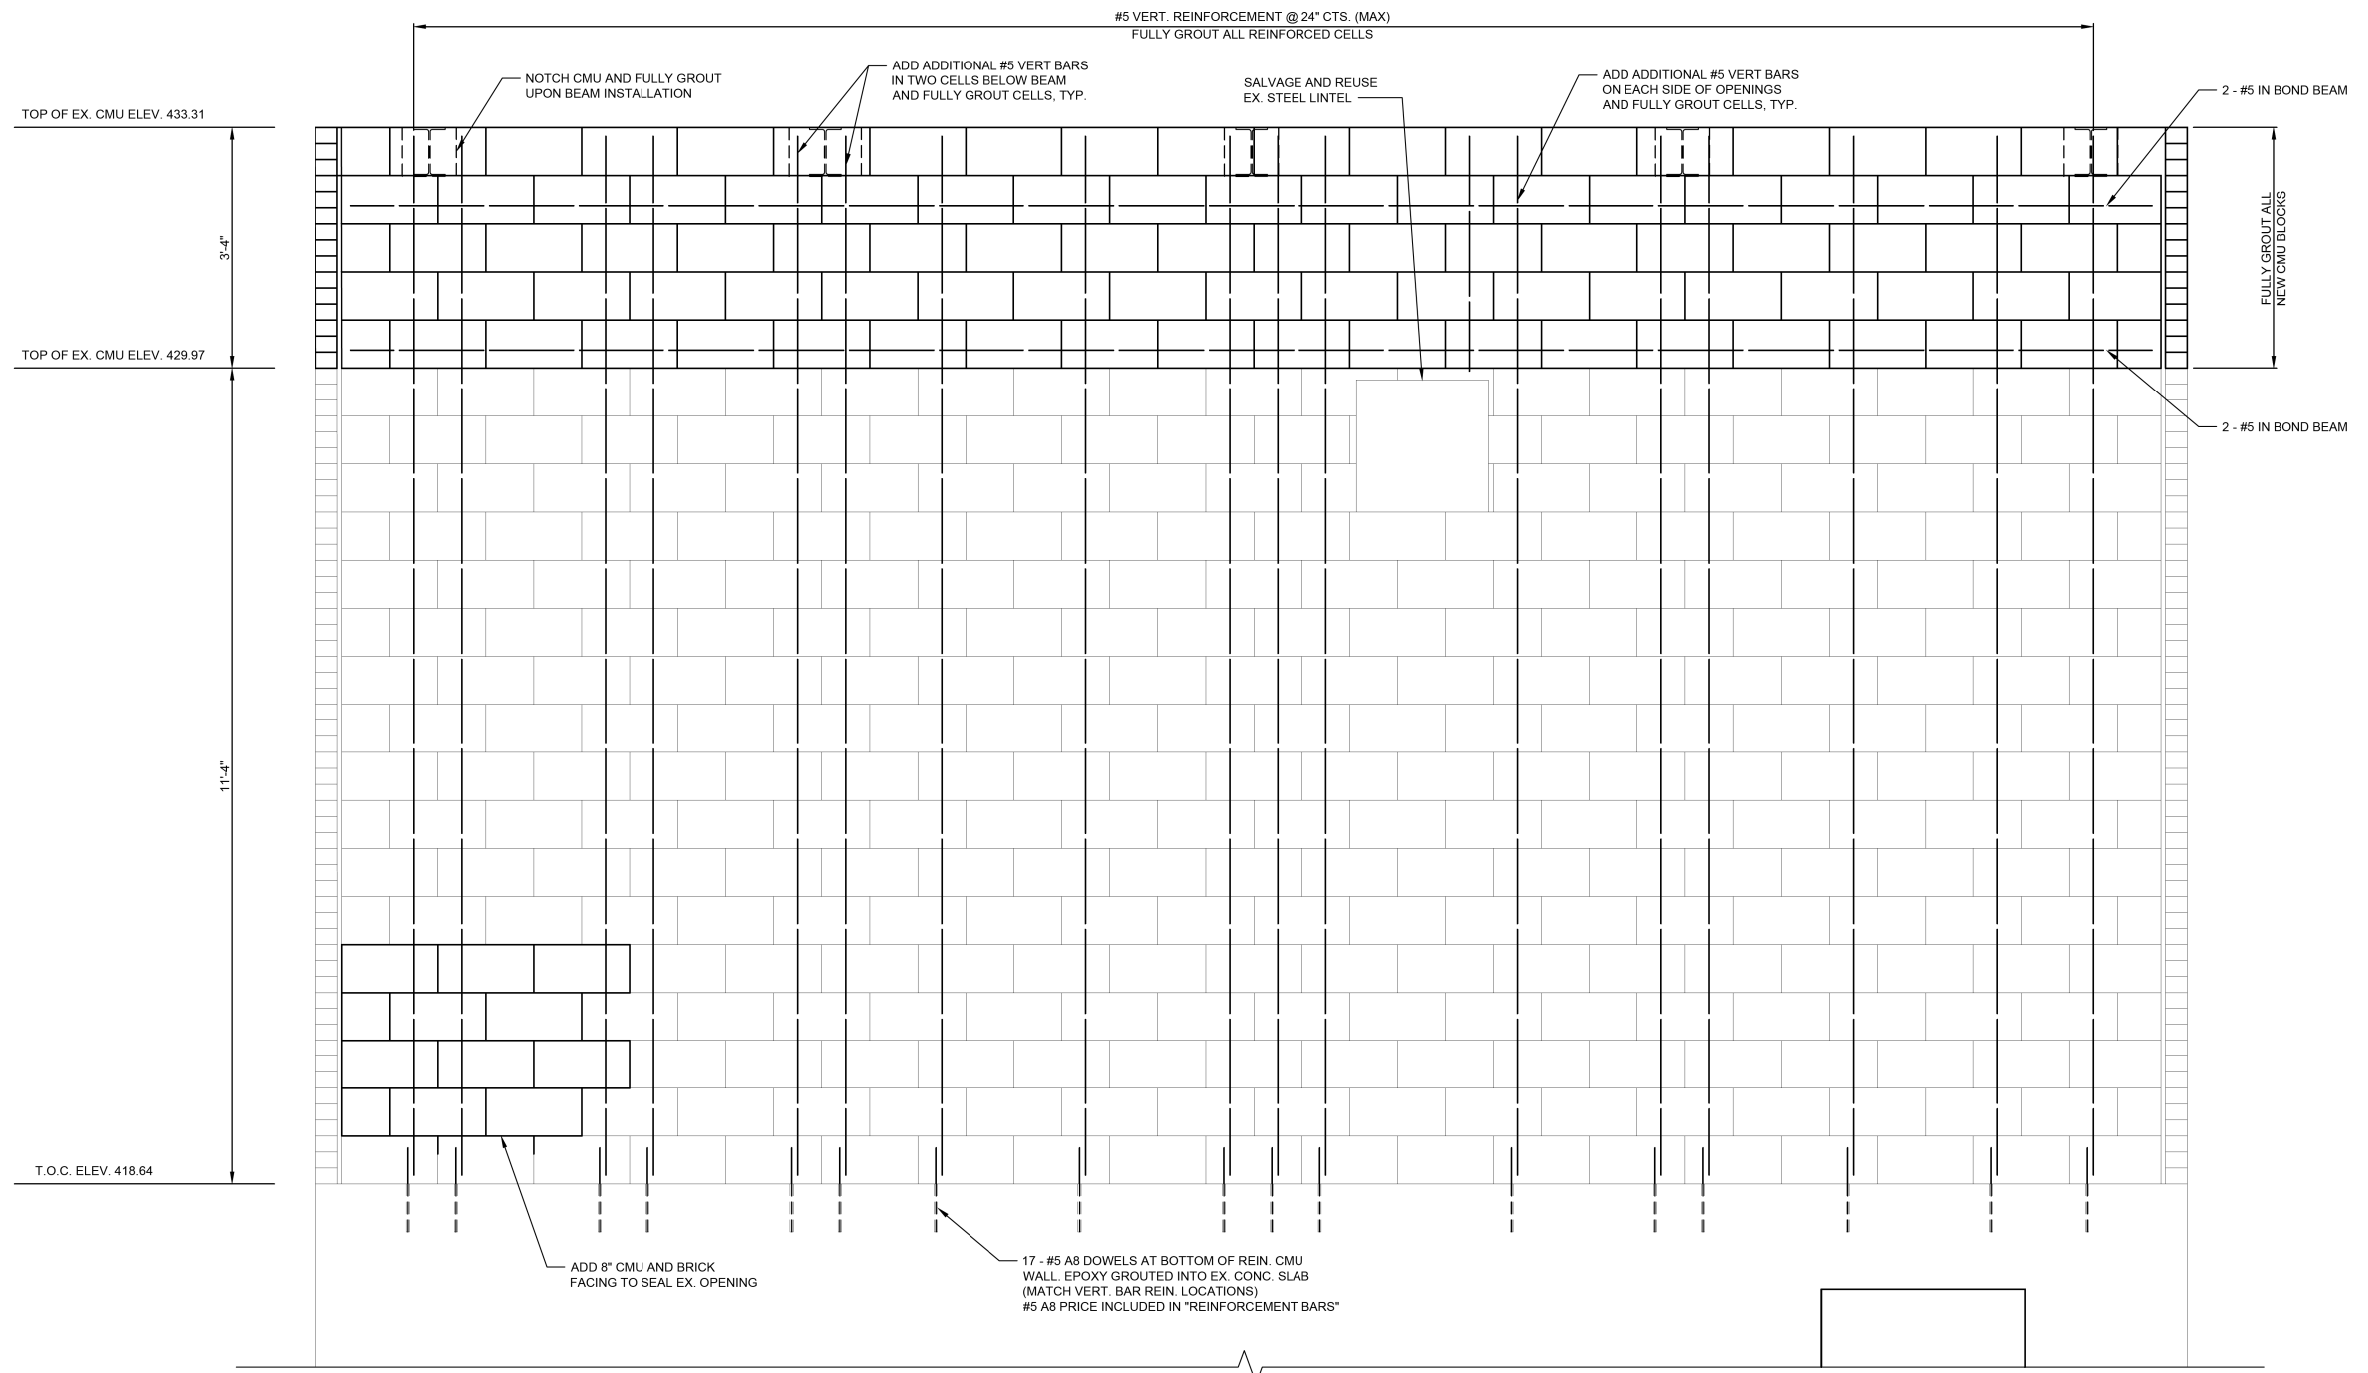 #5 VERT. REINFORCEMENT @ 24" CTS. (MAX)
FULLY GROUT ALL REINFORCED CELLS
NOTCH CMU AND FULLY GROUT
UPON BEAM INSTALLATION
ADD ADDITIONAL #5 VERT BARS
IN TWO CELLS BELOW BEAM
AND FULLY GROUT CELLS, TYP.
SALVAGE AND REUSE
EX. STEEL LINTEL
ADD ADDITIONAL #5 VERT BARS
ON EACH SIDE OF OPENINGS
AND FULLY GROUT CELLS, TYP.
2 - #5 IN BOND BEAM
TOP OF EX. CMU ELEV. 433.31
3'-4"
FULLY GROUT ALL
NEW CMU BLOCKS
TOP OF EX. CMU ELEV. 429.97
2 - #5 IN BOND BEAM
11'-4"
T.O.C. ELEV. 418.64
ADD 8" CMU AND BRICK
FACING TO SEAL EX. OPENING
17 - #5 A8 DOWELS AT BOTTOM OF REIN. CMU
WALL. EPOXY GROUTED INTO EX. CONC. SLAB
(MATCH VERT. BAR REIN. LOCATIONS)
#5 A8 PRICE INCLUDED IN "REINFORCEMENT BARS"